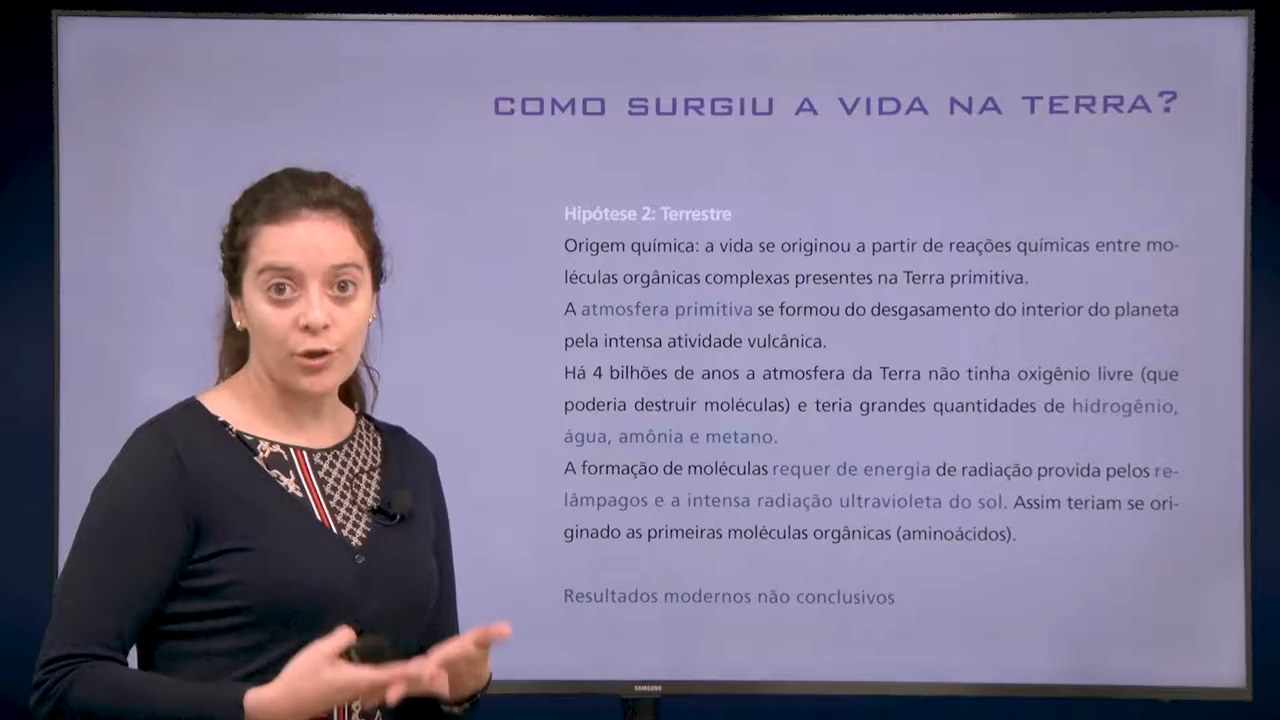 COMO SURGIU A VIDA NA TERRA?
Hipótese 2: Terrestre
Origem química: a vida se originou a partir de reações químicas entre mo-
léculas orgânicas complexas presentes na Terra primitiva.
A atmosfera primitiva se formou do desgasamento do interior do planeta
pela intensa atividade vulcânica.
Há 4 bilhões de anos a atmosfera da Terra não tinha oxigênio livre (que
poderia destruir moléculas) e teria grandes quantidades de hidrogênio,
água, amônia e metano.
A formação de moléculas requer de energia de radiação provida pelos re-
lâmpagos e a intensa radiação ultravioleta do sol. Assim teriam se ori-
ginado as primeiras moléculas orgânicas (aminoácidos).
Resultados modernos não conclusivos
SAMSUNG